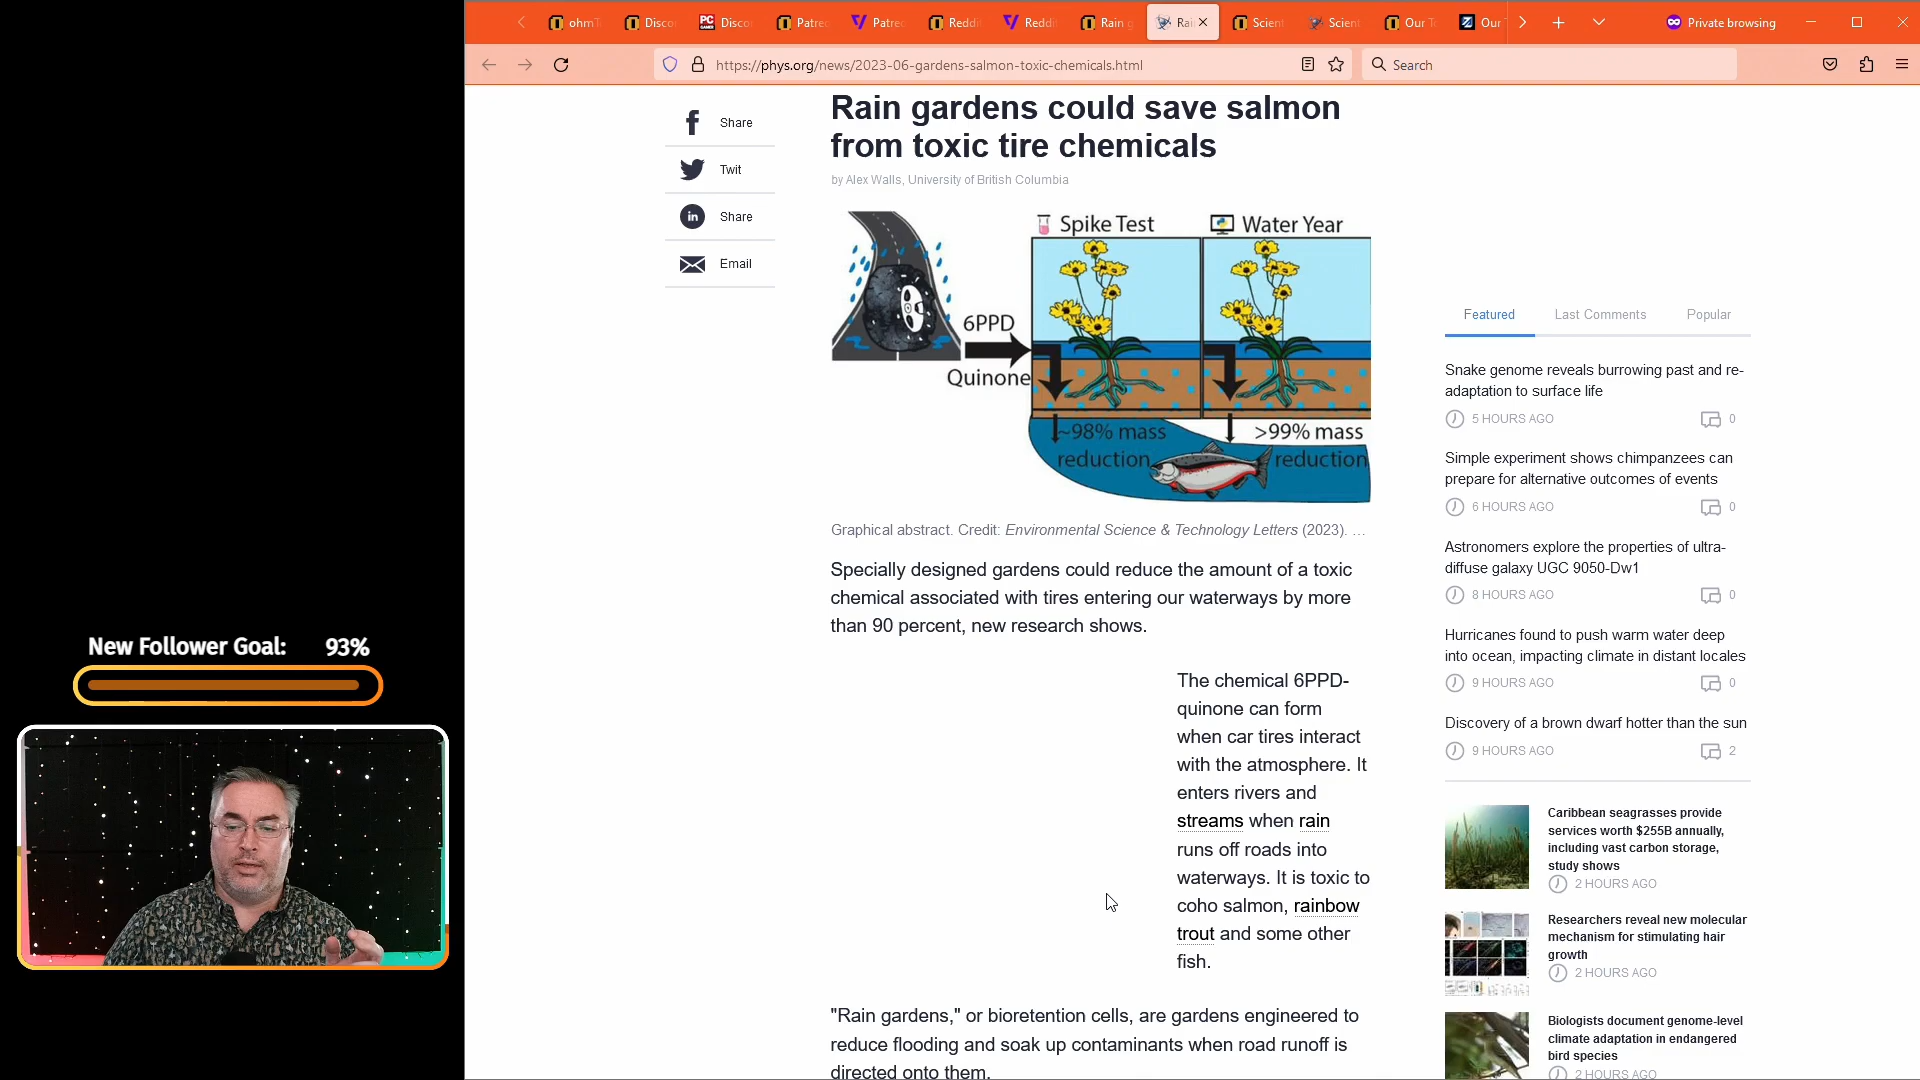 ohmT
Disco
Disco
Patreo
Patreo
Reddi
Reddi
Rain g
Rai
Scient
Scient
Our T
Our
Private browsing
https://phys.org/news/2023-06-gardens-salmon-toxic-chemicals.html
Search
Share
Twit
Share
Email
Rain gardens could save salmon
from toxic tire chemicals
by Alex Walls, University of British Columbia
Spike Test
Water Year
6PPD
Quinone
~98% mass
reduction
>99% mass
reduction
Graphical abstract. Credit: Environmental Science & Technology Letters (2023). ...
Specially designed gardens could reduce the amount of a toxic
chemical associated with tires entering our waterways by more
than 90 percent, new research shows.
The chemical 6PPD-
quinone can form
when car tires interact
with the atmosphere. It
enters rivers and
streams when rain
runs off roads into
waterways. It is toxic to
coho salmon, rainbow
trout and some other
fish.
"Rain gardens," or bioretention cells, are gardens engineered to
reduce flooding and soak up contaminants when road runoff is
directed onto them.
Featured
Last Comments
Popular
Snake genome reveals burrowing past and re-
adaptation to surface life
5 HOURS AGO
0
Simple experiment shows chimpanzees can
prepare for alternative outcomes of events
6 HOURS AGO
0
Astronomers explore the properties of ultra-
diffuse galaxy UGC 9050-Dw1
8 HOURS AGO
0
Hurricanes found to push warm water deep
into ocean, impacting climate in distant locales
9 HOURS AGO
0
Discovery of a brown dwarf hotter than the sun
9 HOURS AGO
2
Caribbean seagrasses provide
services worth $255B annually,
including vast carbon storage,
study shows
2 HOURS AGO
Researchers reveal new molecular
mechanism for stimulating hair
growth
2 HOURS AGO
Biologists document genome-level
climate adaptation in endangered
bird species
2 HOURS AGO
New Follower Goal: 93%